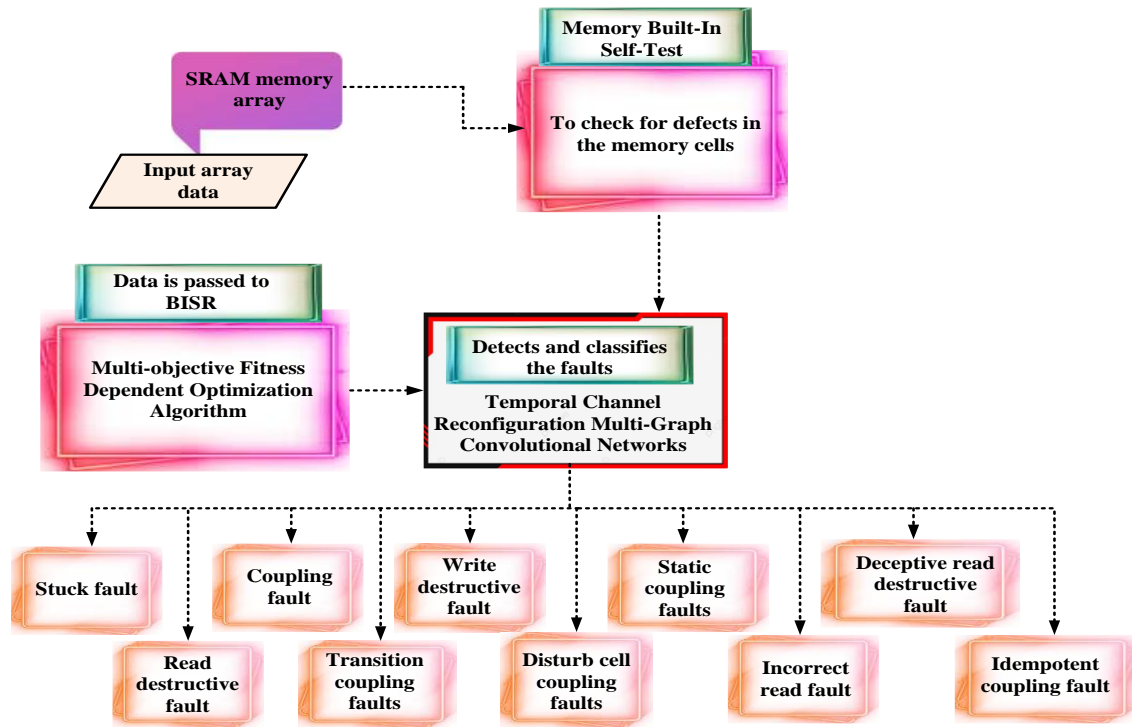 Memory Built-In
Self-Test
SRAM memory
array
To check for defects in
the memory cells
Input array
data
Data is passed to
BISR
Multi-objective Fitness
Dependent Optimization
Algorithm
Detects and classifies
the faults
Temporal Channel
Reconfiguration Multi-Graph
Convolutional Networks
Stuck fault
Coupling
fault
Write
destructive
fault
Static
coupling
faults
Deceptive read
destructive
fault
Read
destructive
fault
Transition
coupling
faults
Disturb cell
coupling
faults
Incorrect
read fault
Idempotent
coupling fault